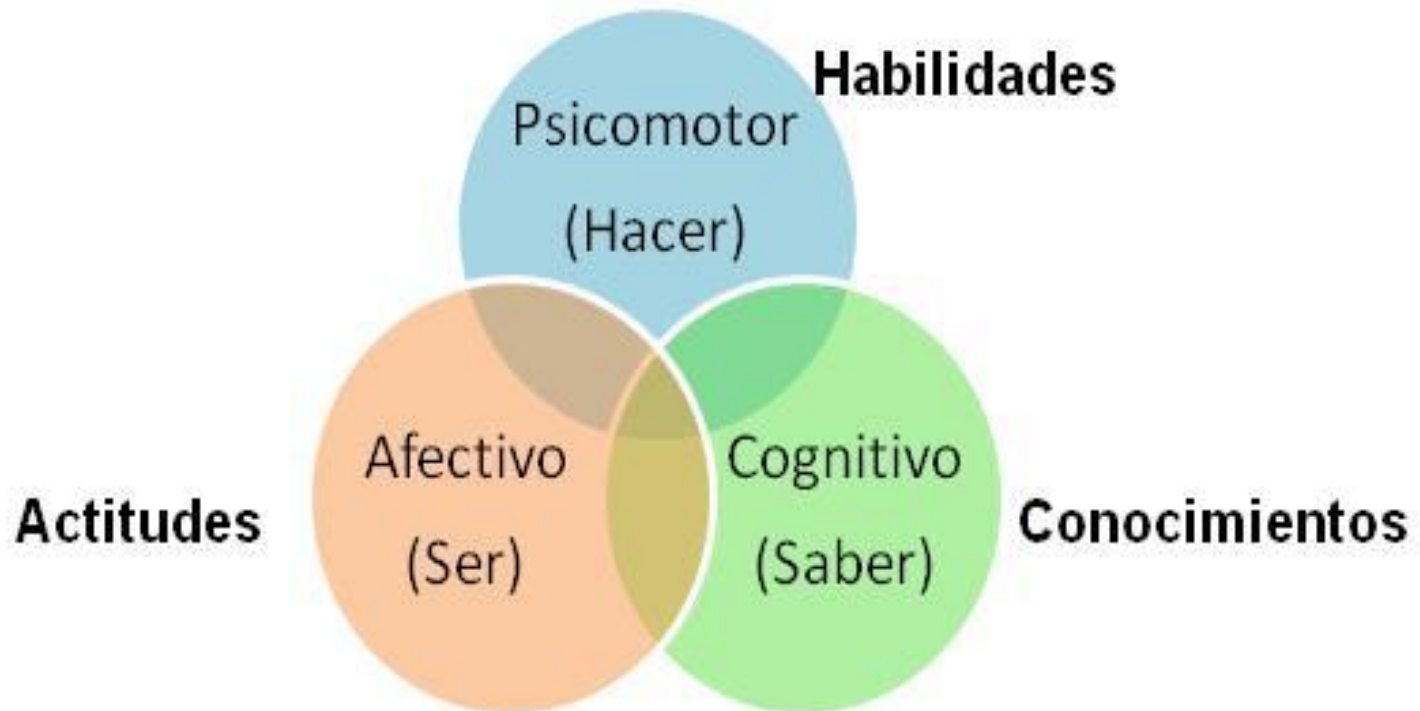 Habilidades
Psicomotor
(Hacer)
Afectivo
(Ser)
Actitudes
Cognitivo
(Saber)
Conocimientos